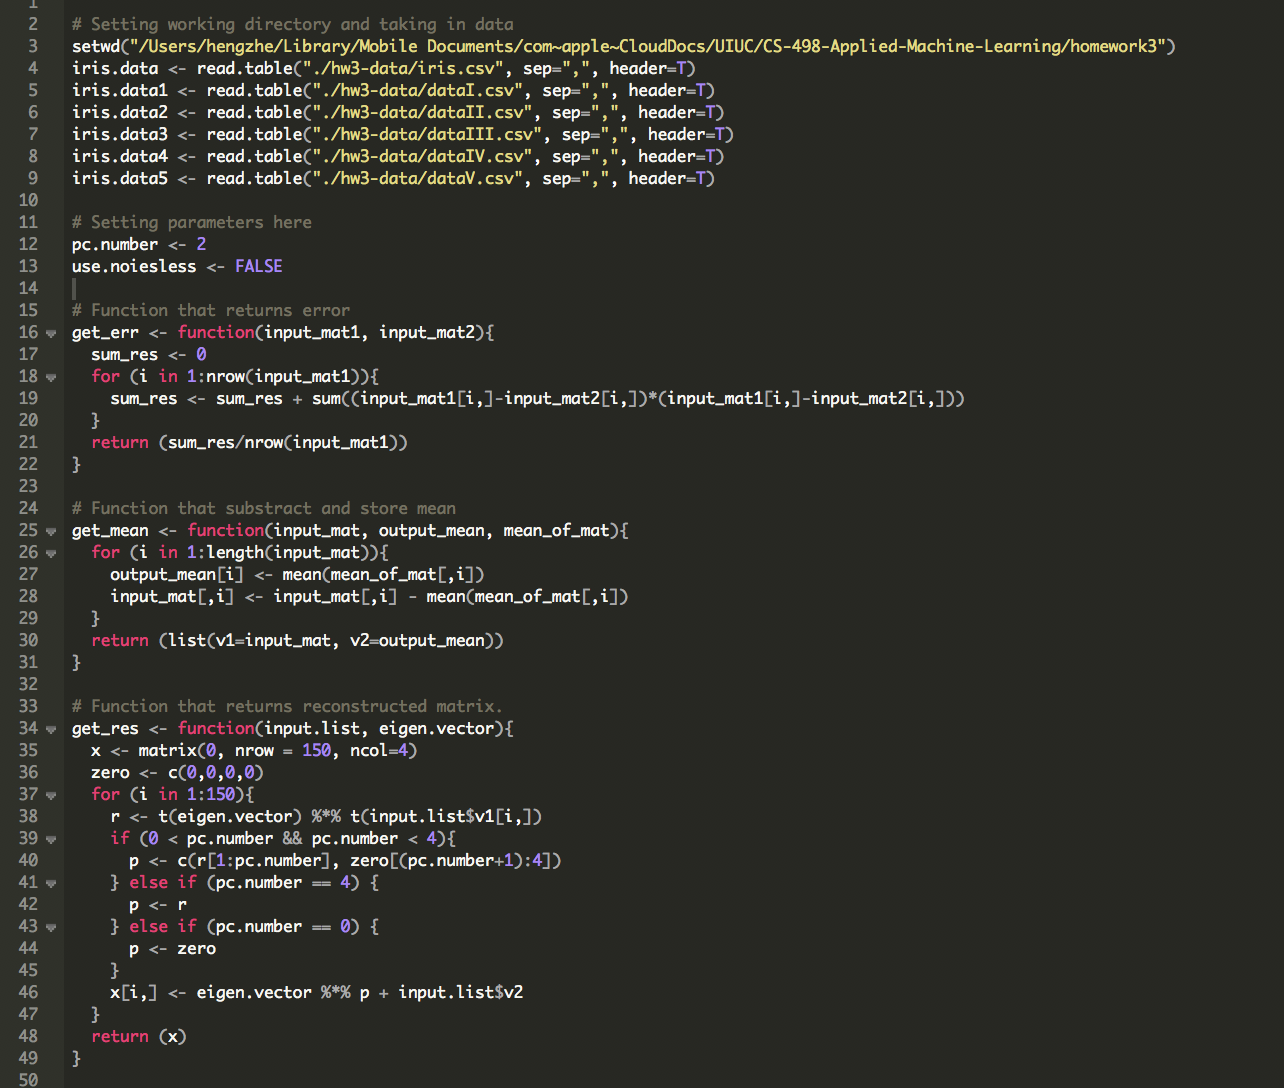 1
2 # Setting working directory and taking in data
3 setwd("/Users/hengzhe/Library/Mobile Documents/com~apple~CloudDocs/UIUC/CS-498-Applied-Machine-Learning/homework3")
4 iris.data <- read.table("./hw3-data/iris.csv", sep=",", header=T)
5 iris.data1 <- read.table("./hw3-data/dataI.csv", sep=",", header=T)
6 iris.data2 <- read.table("./hw3-data/dataII.csv", sep=",", header=T)
7 iris.data3 <- read.table("./hw3-data/dataIII.csv", sep=",", header=T)
8 iris.data4 <- read.table("./hw3-data/dataIV.csv", sep=",", header=T)
9 iris.data5 <- read.table("./hw3-data/dataV.csv", sep=",", header=T)
10
11 # Setting parameters here
12 pc.number <- 2
13 use.noiesless <- FALSE
14
15 # Function that returns error
16 get_err <- function(input_mat1, input_mat2){
17   sum_res <- 0
18   for (i in 1:nrow(input_mat1)){
19     sum_res <- sum_res + sum((input_mat1[i,]-input_mat2[i,])*(input_mat1[i,]-input_mat2[i,]))
20   }
21   return (sum_res/nrow(input_mat1))
22 }
23
24 # Function that substract and store mean
25 get_mean <- function(input_mat, output_mean, mean_of_mat){
26   for (i in 1:length(input_mat)){
27     output_mean[i] <- mean(mean_of_mat[,i])
28     input_mat[,i] <- input_mat[,i] - mean(mean_of_mat[,i])
29   }
30   return (list(v1=input_mat, v2=output_mean))
31 }
32
33 # Function that returns reconstructed matrix.
34 get_res <- function(input.list, eigen.vector){
35   x <- matrix(0, nrow = 150, ncol=4)
36   zero <- c(0,0,0,0)
37   for (i in 1:150){
38     r <- t(eigen.vector) %*% t(input.list$v1[i,])
39     if (0 < pc.number && pc.number < 4){
40       p <- c(r[1:pc.number], zero[(pc.number+1):4])
41     } else if (pc.number == 4) {
42       p <- r
43     } else if (pc.number == 0) {
44       p <- zero
45     }
46     x[i,] <- eigen.vector %*% p + input.list$v2
47   }
48   return (x)
49 }
50